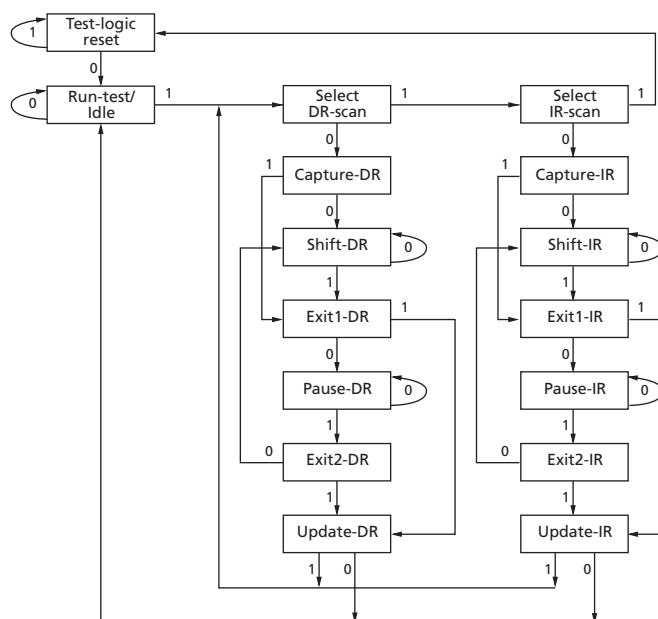 Test-logic
reset
1
0
Run-test/
Idle
0
1
Select
DR-scan
1
Select
IR-scan
1
0
0
1
Capture-DR
1
Capture-IR
0
0
Shift-DR
0
Shift-IR
0
1
1
Exit1-DR
1
Exit1-IR
1
0
0
Pause-DR
0
Pause-IR
0
1
1
0
Exit2-DR
0
Exit2-IR
1
1
Update-DR
Update-IR
1
0
1
0